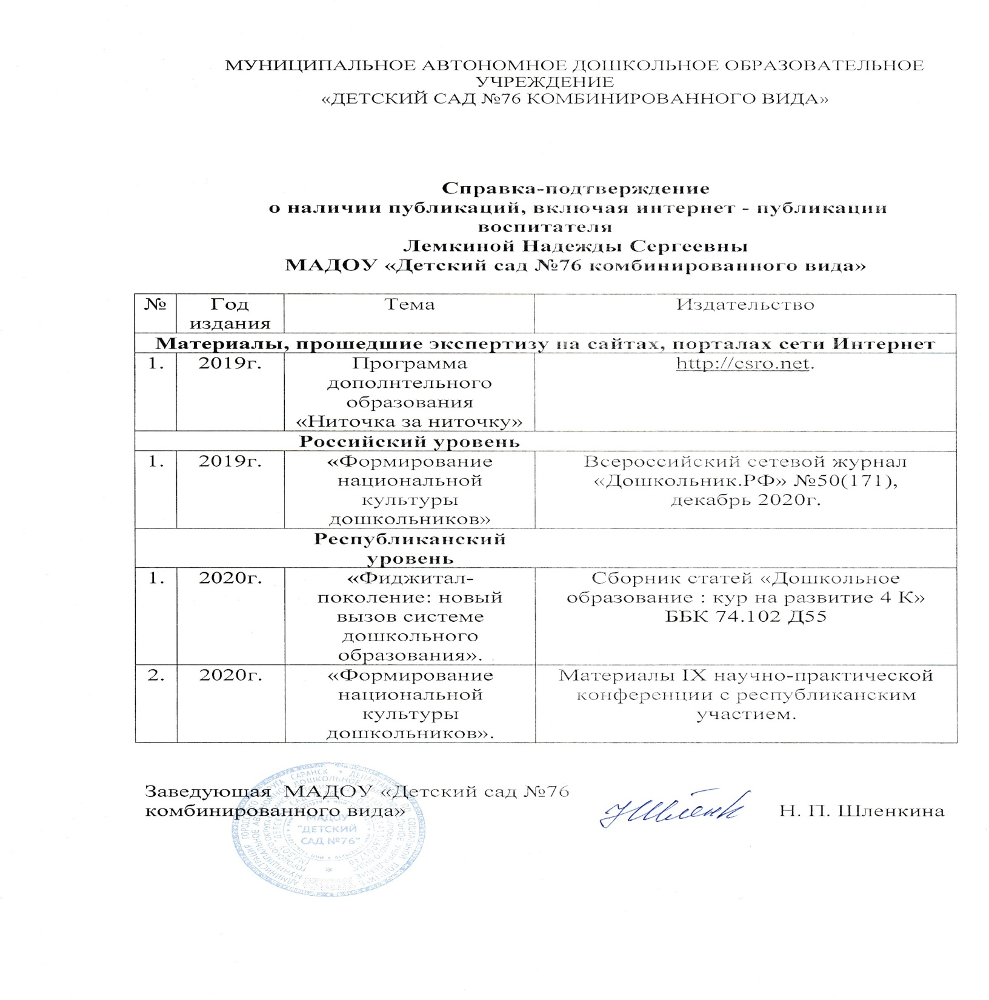 МУНИЦИПАЛЬНОЕ АВТОНОМНОЕ ДОШКОЛЬНОЕ ОБРАЗОВАТЕЛЬНОЕ
УЧРЕЖДЕНИЕ
«ДЕТСКИЙ САД №76 КОМБИНИРОВАННОГО ВИДА»
Справка-подтверждение
о наличии публикаций, включая интернет - публикации
воспитателя
Лемкиной Надежды Сергеевны
МАДОУ «Детский сад №76 комбинированного вида»
№ Год Тема Издательство
издания
Материалы, прошедшие экспертизу на сайтах, порталах сети Интернет
1. 2019г. Программа http://csro.net.
дополнтельного
образования
«Ниточка за ниточку»
Российский уровень
1. 2019г. «Формирование Всероссийский сетевой журнал
национальной «Дошкольник.РФ» №50(171),
культуры декабрь 2020г.
дошкольников»
Республиканский
уровень
1. 2020г. «Фиджитал- Сборник статей «Дошкольное
поколение: новый образование : кур на развитие 4 К»
вызов системе ББК 74.102 Д55
дошкольного
образования».
2. 2020г. «Формирование Материалы IX научно-практической
национальной конференции с республиканским
культуры участием.
дошкольников».
Заведующая МАДОУ «Детский сад №76
комбинированного вида» Н. П. Шленкина
МАДОУ
"ДЕТСКИЙ
САД №76"